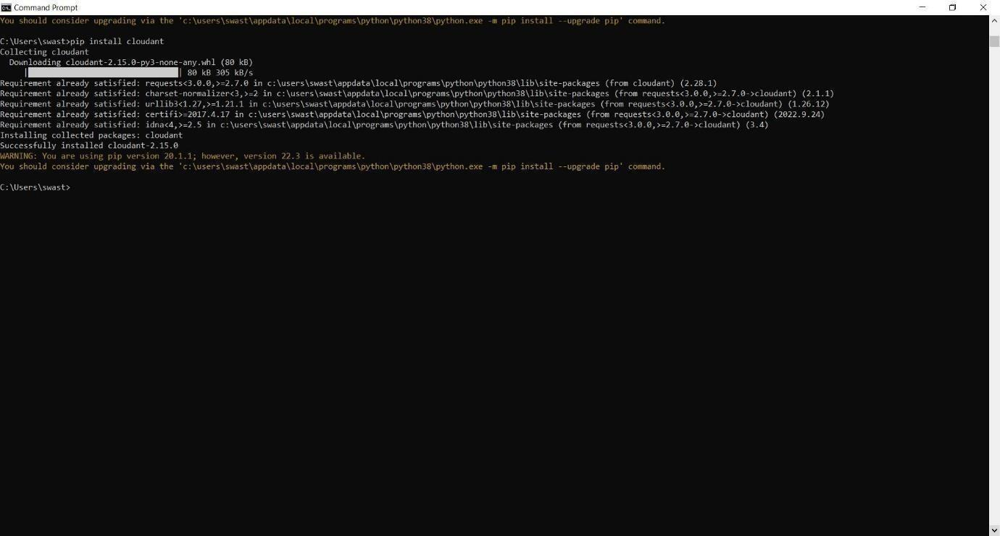 Command Prompt
You should consider upgrading via the 'c:\users\swast\appdata\local\programs\python\python38\python.exe -m pip install --upgrade pip' command.
C:\Users\swast>pip install cloudant
Collecting cloudant
  Downloading cloudant-2.15.0-py3-none-any.whl (80 kB)
     |████████████████████████████████| 80 kB 305 kB/s
Requirement already satisfied: requests<3.0.0,>=2.7.0 in c:\users\swast\appdata\local\programs\python\python38\lib\site-packages (from cloudant) (2.28.1)
Requirement already satisfied: charset-normalizer<3,>=2 in c:\users\swast\appdata\local\programs\python\python38\lib\site-packages (from requests<3.0.0,>=2.7.0->cloudant) (2.1.1)
Requirement already satisfied: urllib3<1.27,>=1.21.1 in c:\users\swast\appdata\local\programs\python\python38\lib\site-packages (from requests<3.0.0,>=2.7.0->cloudant) (1.26.12)
Requirement already satisfied: certifi>=2017.4.17 in c:\users\swast\appdata\local\programs\python\python38\lib\site-packages (from requests<3.0.0,>=2.7.0->cloudant) (2022.9.24)
Requirement already satisfied: idna<4,>=2.5 in c:\users\swast\appdata\local\programs\python\python38\lib\site-packages (from requests<3.0.0,>=2.7.0->cloudant) (3.4)
Installing collected packages: cloudant
Successfully installed cloudant-2.15.0
WARNING: You are using pip version 20.1.1; however, version 22.3 is available.
You should consider upgrading via the 'c:\users\swast\appdata\local\programs\python\python38\python.exe -m pip install --upgrade pip' command.
C:\Users\swast>